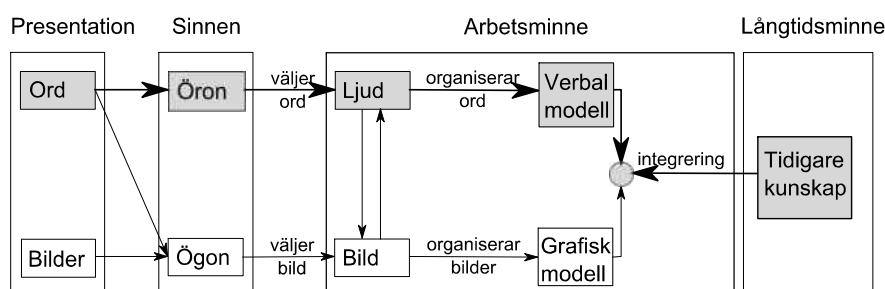 Presentation
Sinnen
Arbetsminne
Långtidsminne
Ord
Öron
väljer
ord
Ljud
organiserar
ord
Verbal
modell
integrering
Tidigare
kunskap
Bilder
Ögon
väljer
bild
Bild
organiserar
bilder
Grafisk
modell